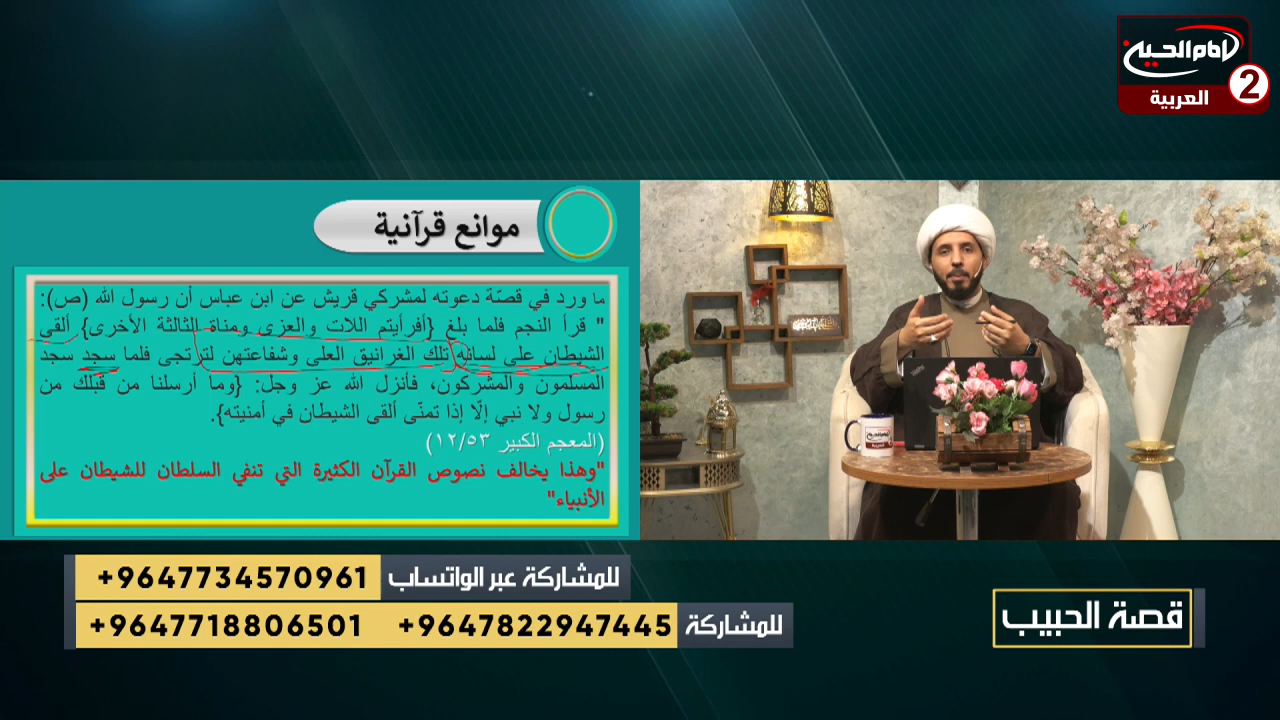 الإمام الحسين
2
العربية
موانع قرآنية
ما ورد في قصّة دعوته لمشركي قريش عن ابن عباس أن رسول الله (ص):
" قرأ النجم فلما بلغ {أفرأيتم اللات والعزى ومناة الثالثة الأخرى} ألقى
الشيطان على لسانه تلك الغرانيق العلى وشفاعتهن لترتجى فلما سجد سجد
المسلمون والمشركون، فأنزل الله عز وجل: {وما أرسلنا من قبلك من
رسول ولا نبي إلّا إذا تمنّى ألقى الشيطان في أمنيته}.
(المعجم الكبير ١٢/٥٣)
"وهذا يخالف نصوص القرآن الكثيرة التي تنفي السلطان للشيطان على
الأنبياء"
للمشاركة عبر الواتساب +9647734570961
للمشاركة +9647822947445 +9647718806501
قصة الحبيب